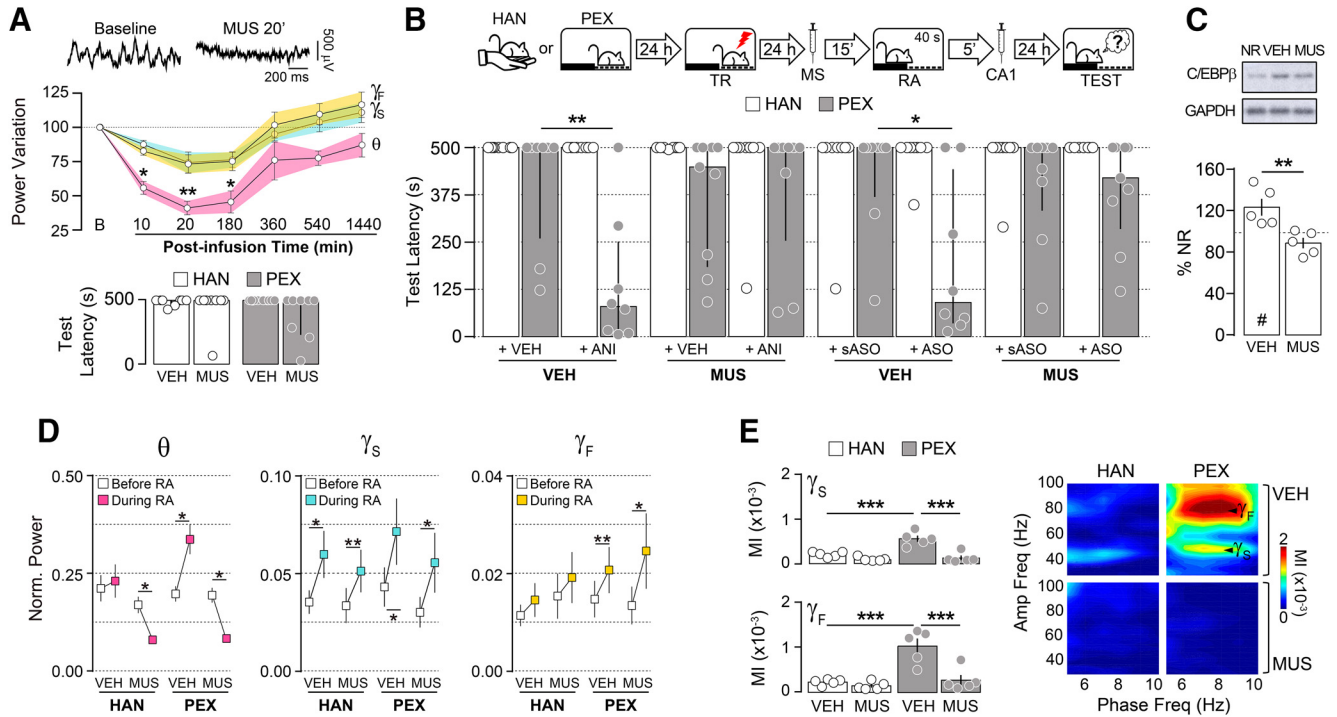 A
Baseline
MUS 20’
500 µV
200 ms
Power Variation
125
100
75
50
25
γF
γS
θ
*
**
*
B
10
20
180
360
540
1440
Post-infusion Time (min)
HAN
PEX
Test
Latency (s)
500
0
VEH
MUS
VEH
MUS
B
HAN
or
PEX
24 h
TR
24 h
MS
15’
40 s
RA
5’
CA1
24 h
?
TEST
HAN
PEX
**
*
Test Latency (s)
500
375
250
125
0
+ VEH
+ ANI
+ VEH
+ ANI
+ sASO
+ ASO
+ sASO
+ ASO
VEH
MUS
VEH
MUS
C
NR VEH MUS
C/EBPβ
GAPDH
**
% NR
160
120
80
40
0
#
VEH
MUS
D
θ
γS
γF
Norm. Power
0.50
0.25
0.00
Before RA
During RA
*
*
*
VEH MUS
VEH MUS
HAN
PEX
0.10
0.05
0.00
Before RA
During RA
*
**
*
*
VEH MUS
VEH MUS
HAN
PEX
0.04
0.02
0.00
Before RA
During RA
**
*
VEH MUS
VEH MUS
HAN
PEX
E
HAN
PEX
γS
MI (x10-3)
2
1
0
***
***
γF
MI (x10-3)
2
1
0
***
***
VEH
MUS
VEH
MUS
HAN
PEX
Amp Freq (Hz)
100
80
60
40
100
80
60
40
γF
γS
VEH
MUS
2
0
MI (x10-3)
6
8
10
6
8
10
Phase Freq (Hz)